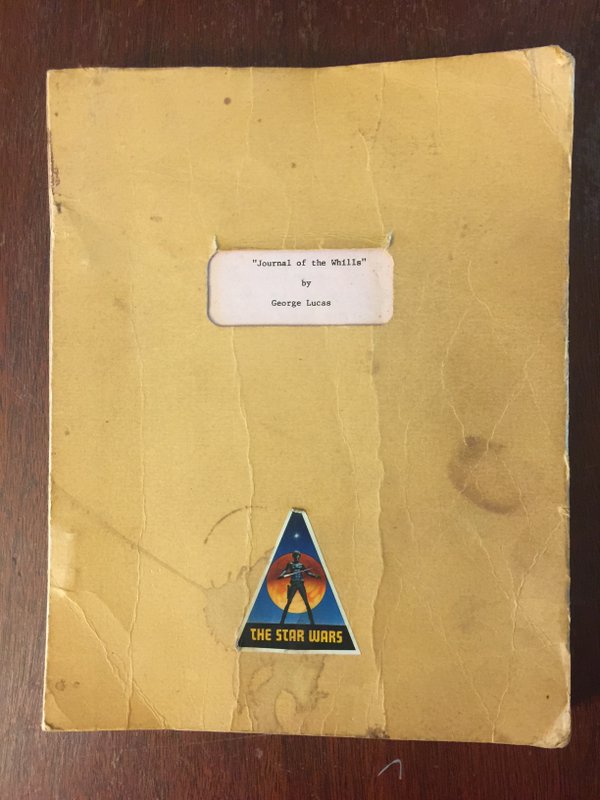 "Journal of the Whills"
by
George Lucas
THE STAR WARS